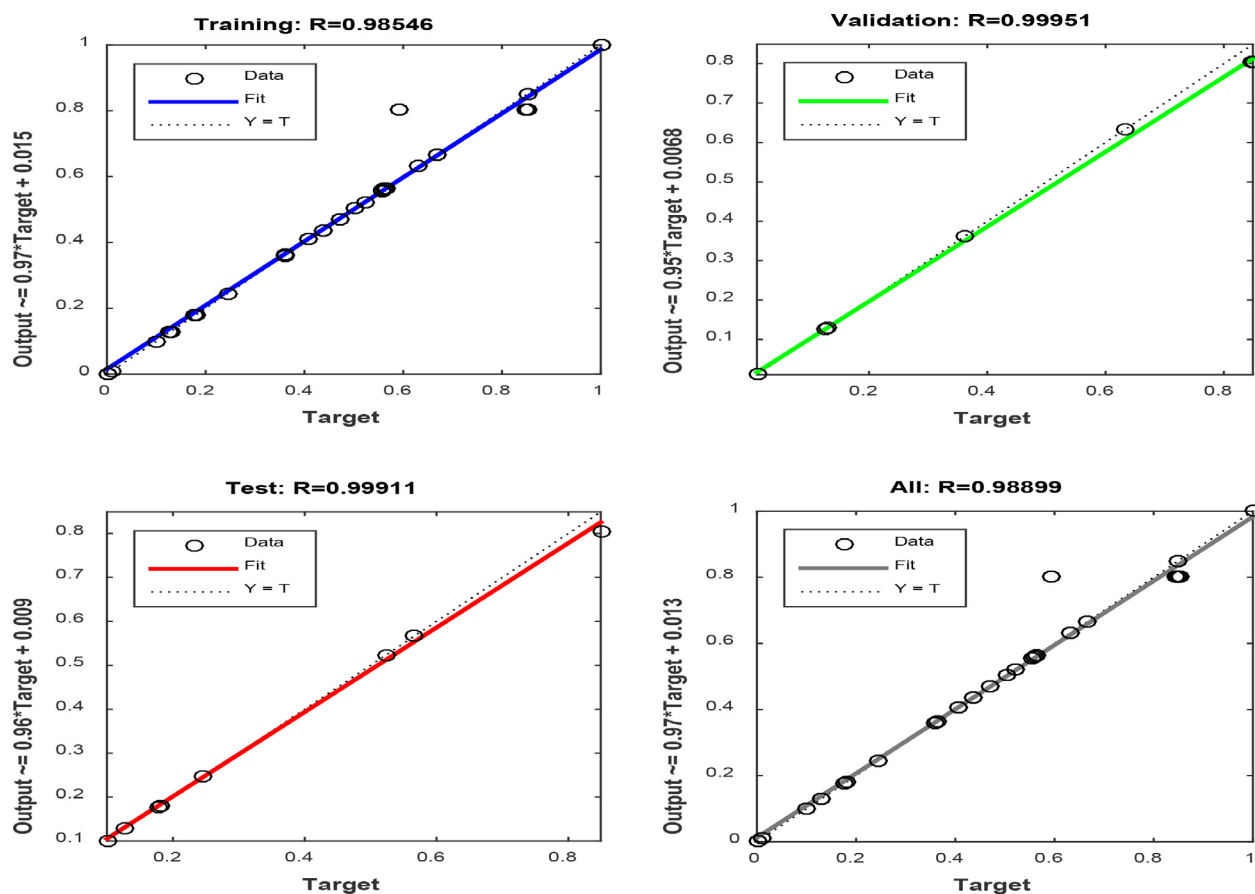 Training: R=0.98546
Output ~= 0.97*Target + 0.015
1
0.8
0.6
0.4
0.2
0
Data
Fit
Y = T
0 0.2 0.4 0.6 0.8 1
Target
Validation: R=0.99951
Output ~= 0.95*Target + 0.0068
0.8
0.7
0.6
0.5
0.4
0.3
0.2
0.1
Data
Fit
Y = T
0.2 0.4 0.6 0.8
Target
Test: R=0.99911
Output ~= 0.96*Target + 0.009
0.8
0.7
0.6
0.5
0.4
0.3
0.2
0.1
Data
Fit
Y = T
0.2 0.4 0.6 0.8
Target
All: R=0.98899
Output ~= 0.97*Target + 0.013
1
0.8
0.6
0.4
0.2
0
Data
Fit
Y = T
0 0.2 0.4 0.6 0.8 1
Target